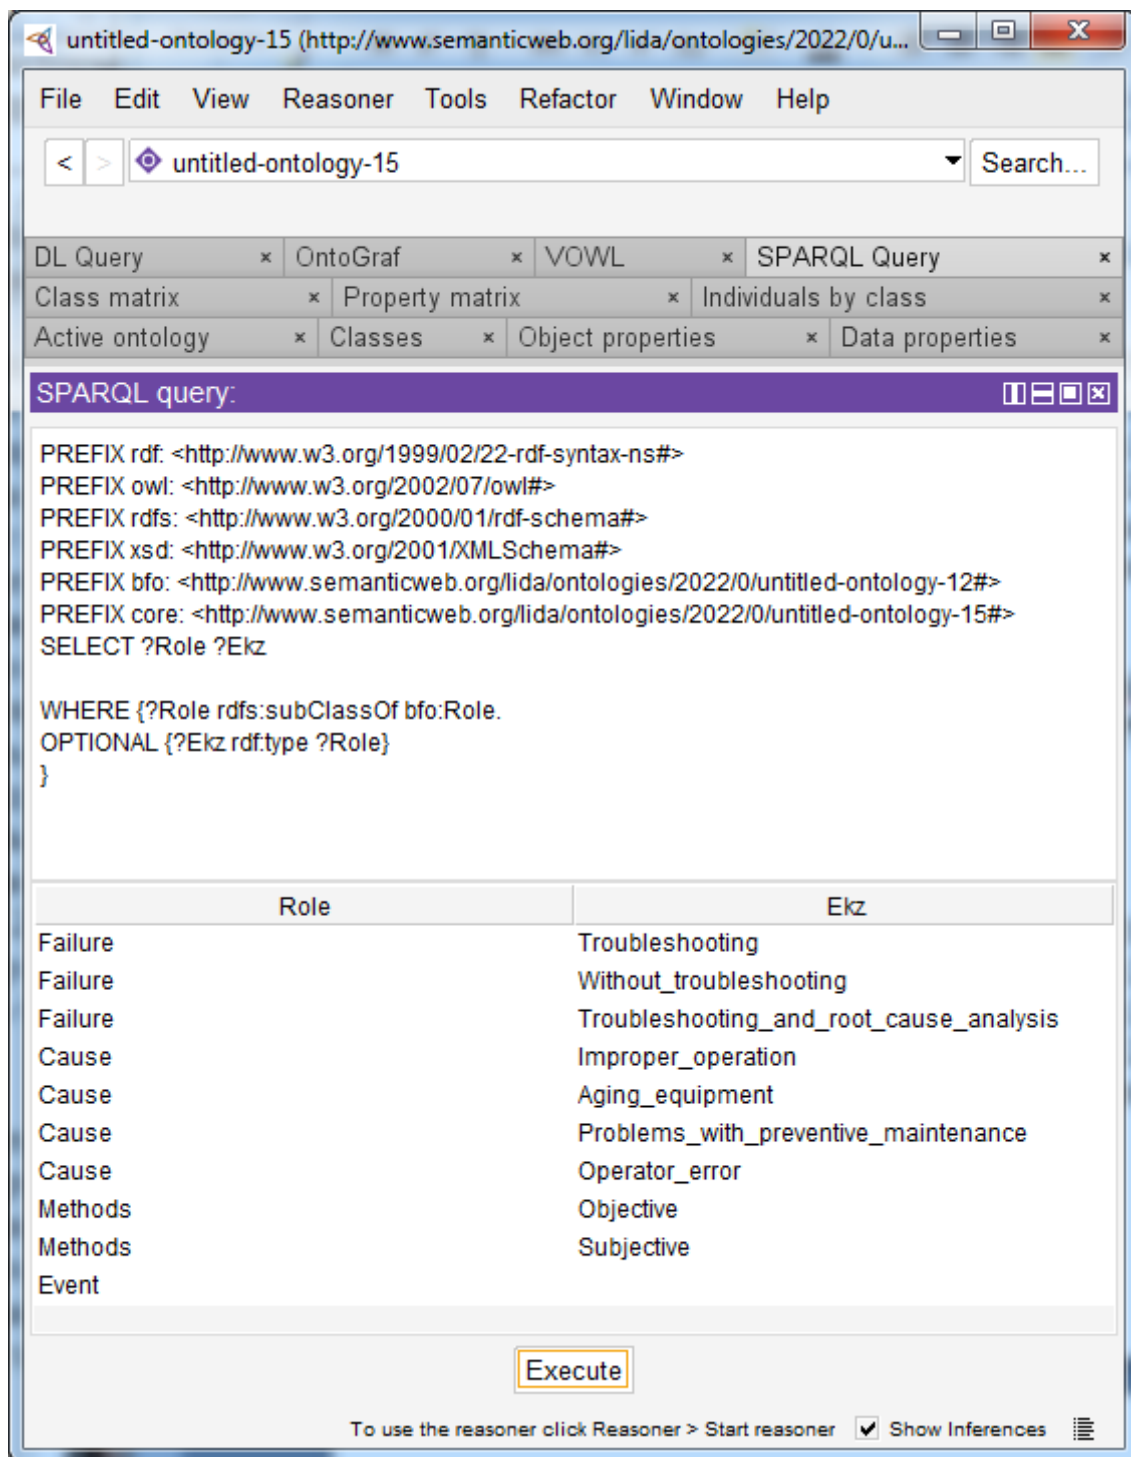 untitled-ontology-15 (http://www.semanticweb.org/lida/ontologies/2022/0/u...
File Edit View Reasoner Tools Refactor Window Help
< > untitled-ontology-15 Search...
DL Query × OntoGraf × VOWL × SPARQL Query ×
Class matrix × Property matrix × Individuals by class ×
Active ontology × Classes × Object properties × Data properties ×
SPARQL query:
PREFIX rdf: <http://www.w3.org/1999/02/22-rdf-syntax-ns#>
PREFIX owl: <http://www.w3.org/2002/07/owl#>
PREFIX rdfs: <http://www.w3.org/2000/01/rdf-schema#>
PREFIX xsd: <http://www.w3.org/2001/XMLSchema#>
PREFIX bfo: <http://www.semanticweb.org/lida/ontologies/2022/0/untitled-ontology-12#>
PREFIX core: <http://www.semanticweb.org/lida/ontologies/2022/0/untitled-ontology-15#>
SELECT ?Role ?Ekz
WHERE {?Role rdfs:subClassOf bfo:Role.
OPTIONAL {?Ekz rdf:type ?Role}
}
Role Ekz
Failure Troubleshooting
Failure Without_troubleshooting
Failure Troubleshooting_and_root_cause_analysis
Cause Improper_operation
Cause Aging_equipment
Cause Problems_with_preventive_maintenance
Cause Operator_error
Methods Objective
Methods Subjective
Event
Execute
To use the reasoner click Reasoner > Start reasoner Show Inferences